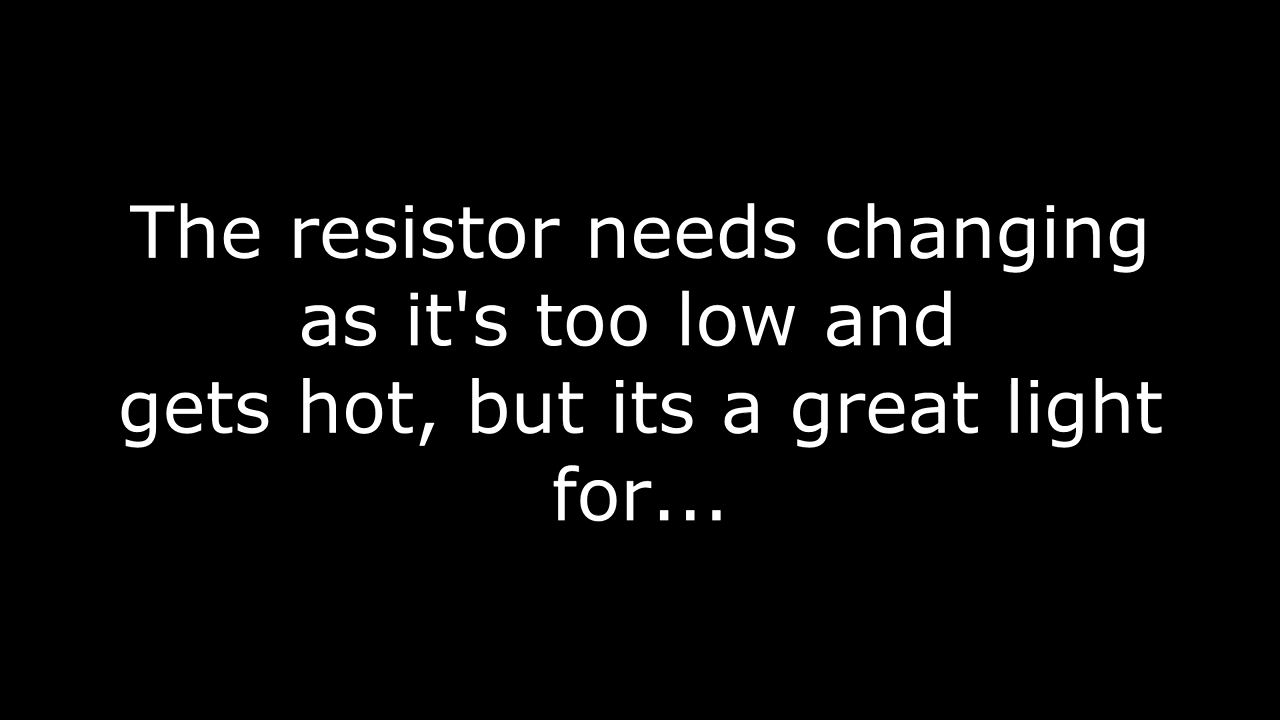 The resistor needs changing
as it's too low and
gets hot, but its a great light
for...